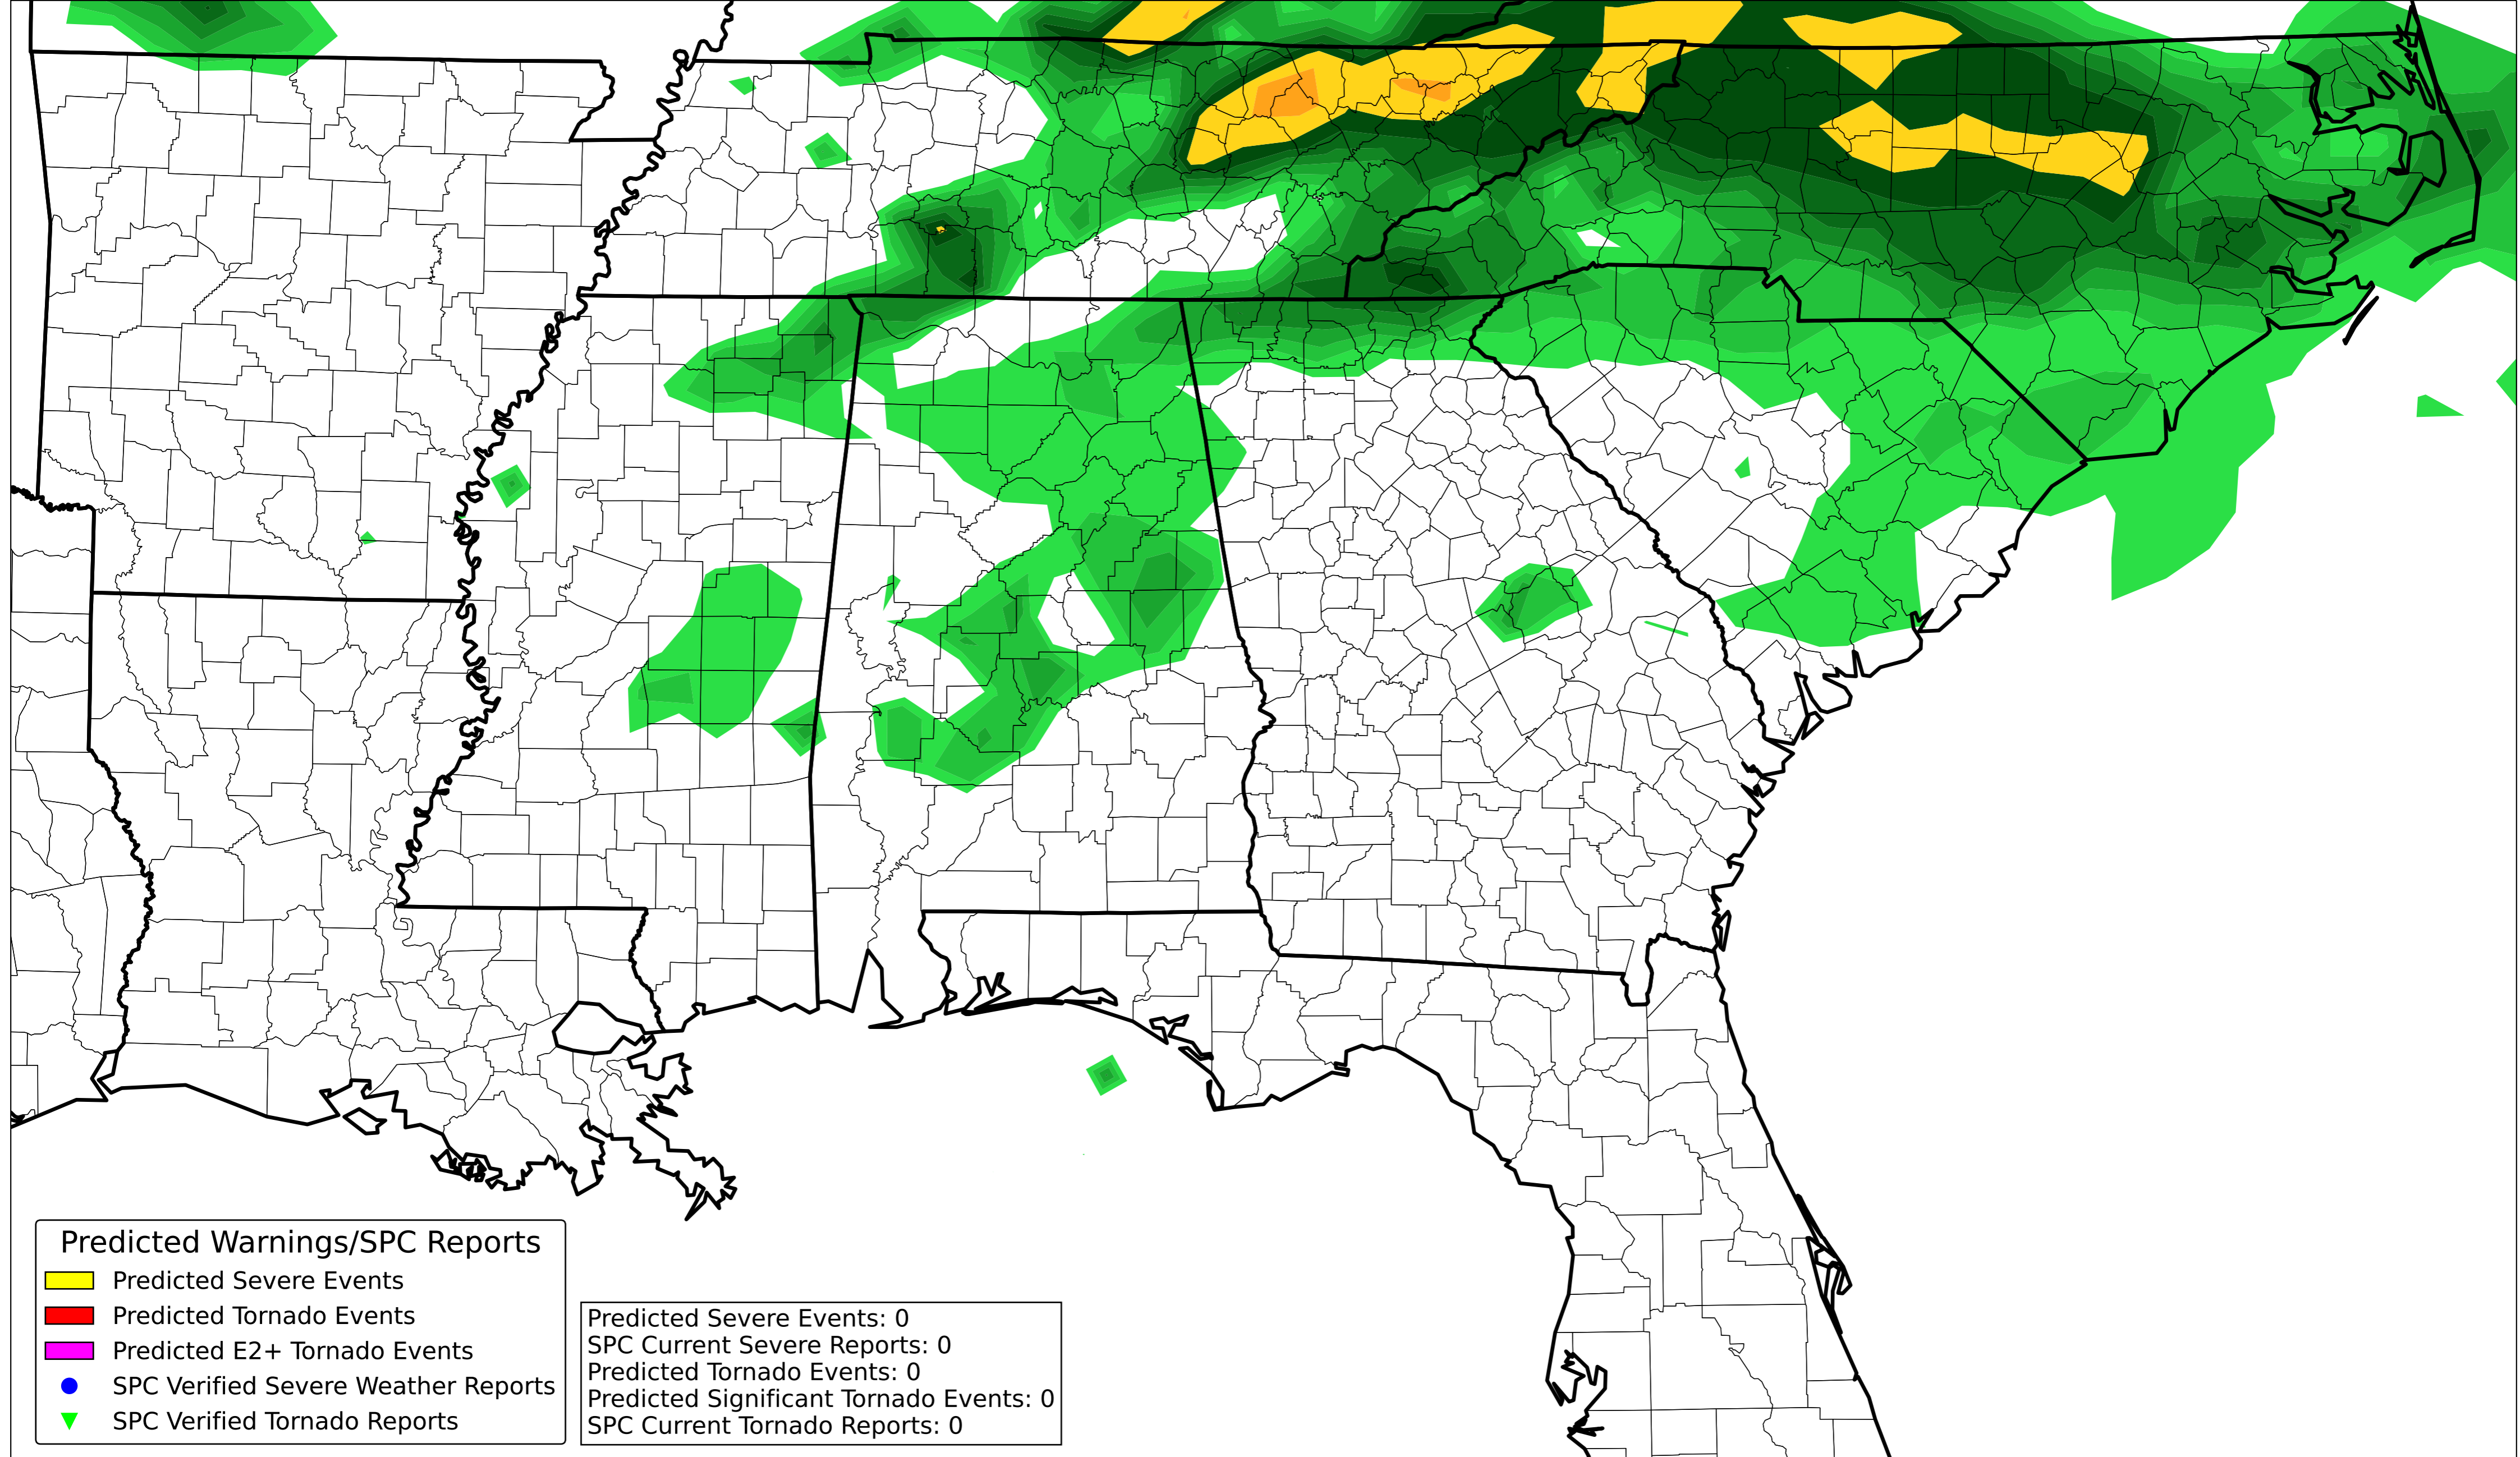 Predicted Warnings/SPC Reports
Predicted Severe Events
Predicted Tornado Events
Predicted E2+ Tornado Events
SPC Verified Severe Weather Reports
SPC Verified Tornado Reports
Predicted Severe Events: 0
SPC Current Severe Reports: 0
Predicted Tornado Events: 0
Predicted Significant Tornado Events: 0
SPC Current Tornado Reports: 0